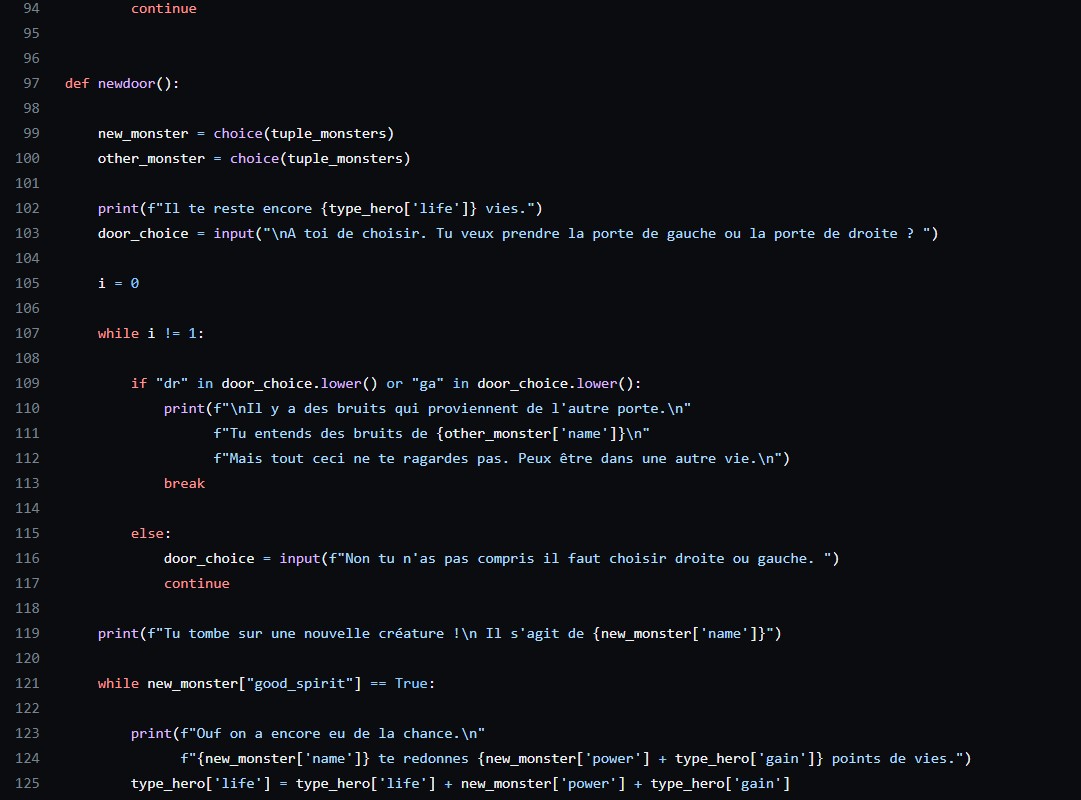 94 continue
95
96
97 def newdoor():
98
99 new_monster = choice(tuple_monsters)
100 other_monster = choice(tuple_monsters)
101
102 print(f"Il te reste encore {type_hero['life']} vies.")
103 door_choice = input("\nA toi de choisir. Tu veux prendre la porte de gauche ou la porte de droite ? ")
104
105 i = 0
106
107 while i != 1:
108
109 if "dr" in door_choice.lower() or "ga" in door_choice.lower():
110 print(f"\nIl y a des bruits qui proviennent de l'autre porte.\n"
111 f"Tu entends des bruits de {other_monster['name']}\n"
112 f"Mais tout ceci ne te ragardes pas. Peux être dans une autre vie.\n")
113 break
114
115 else:
116 door_choice = input(f"Non tu n'as pas compris il faut choisir droite ou gauche. ")
117 continue
118
119 print(f"Tu tombe sur une nouvelle créature !\n Il s'agit de {new_monster['name']}")
120
121 while new_monster["good_spirit"] == True:
122
123 print(f"Ouf on a encore eu de la chance.\n"
124 f"{new_monster['name']} te redonnes {new_monster['power'] + type_hero['gain']} points de vies.")
125 type_hero['life'] = type_hero['life'] + new_monster['power'] + type_hero['gain']